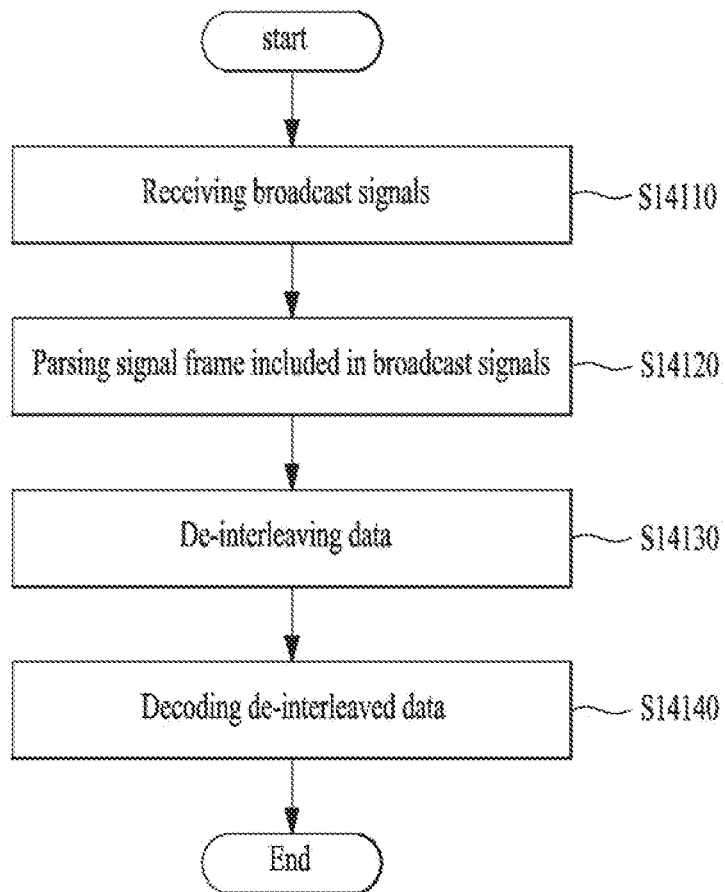 start
Receiving broadcast signals
S14110
Parsing signal frame included in broadcast signals
S14120
De-interleaving data
S14130
Decoding de-interleaved data
S14140
End